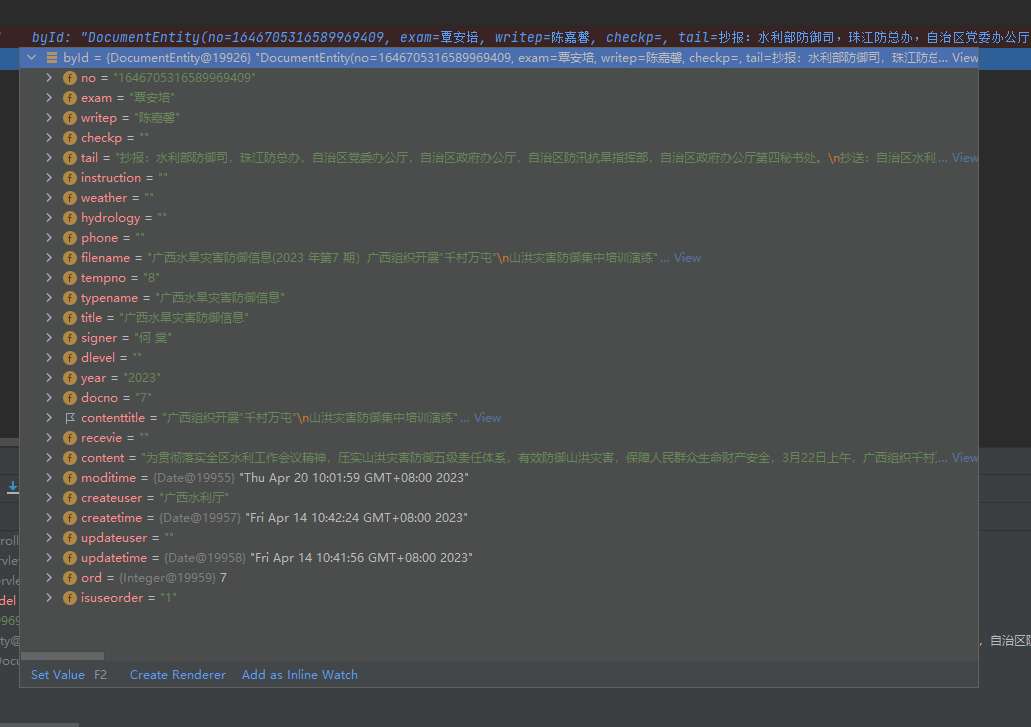 byId: "DocumentEntity(no=1646705316589969409, exam=覃安培, writep=陈嘉馨, checkp=, tail=抄报：水利部防御司，珠江防总办，自治区党委办公厅
byId = {DocumentEntity@19926} "DocumentEntity(no=1646705316589969409, exam=覃安培, writep=陈嘉馨, checkp=, tail=抄报：水利部防御司，珠江防总... View
no = "1646705316589969409"
exam = "覃安培"
writep = "陈嘉馨"
checkp = ""
tail = "抄报：水利部防御司，珠江防总办，自治区党委办公厅，自治区政府办公厅，自治区防汛抗旱指挥部，自治区政府办公厅第四秘书处。\n抄送：自治区水利... View
instruction = ""
weather = ""
hydrology = ""
phone = ""
filename = "广西水旱灾害防御信息(2023 年第7 期）广西组织开展“千村万屯”\n山洪灾害防御集中培训演练"... View
tempno = "8"
typename = "广西水旱灾害防御信息"
title = "广西水旱灾害防御信息"
signer = "何 棠"
dlevel = ""
year = "2023"
docno = "7"
contenttitle = "广西组织开展“千村万屯”\n山洪灾害防御集中培训演练"... View
recevie = ""
content = "为贯彻落实全区水利工作会议精神，压实山洪灾害防御五级责任体系，有效防御山洪灾害，保障人民群众生命财产安全，3月22日上午，广西组织千村... View
moditime = {Date@19955} "Thu Apr 20 10:01:59 GMT+08:00 2023"
createuser = "广西水利厅"
createtime = {Date@19957} "Fri Apr 14 10:42:24 GMT+08:00 2023"
updateuser = ""
updatetime = {Date@19958} "Fri Apr 14 10:41:56 GMT+08:00 2023"
ord = {Integer@19959} 7
isuseorder = "1"
，自治区防
Set Value F2 Create Renderer Add as Inline Watch